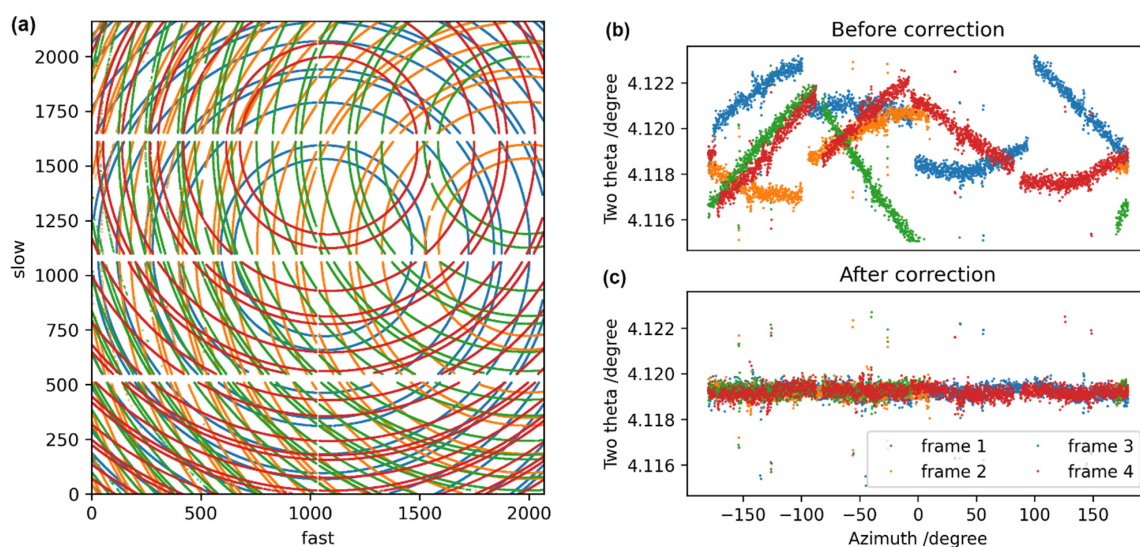 (a)
2000
1750
1500
1250
1000
750
500
250
0
slow
0 500 1000 1500 2000
fast
(b) Before correction
4.122
4.120
4.118
4.116
Two theta /degree
(c) After correction
4.122
4.120
4.118
4.116
Two theta /degree
frame 1 frame 3
frame 2 frame 4
−150 −100 −50 0 50 100 150
Azimuth /degree